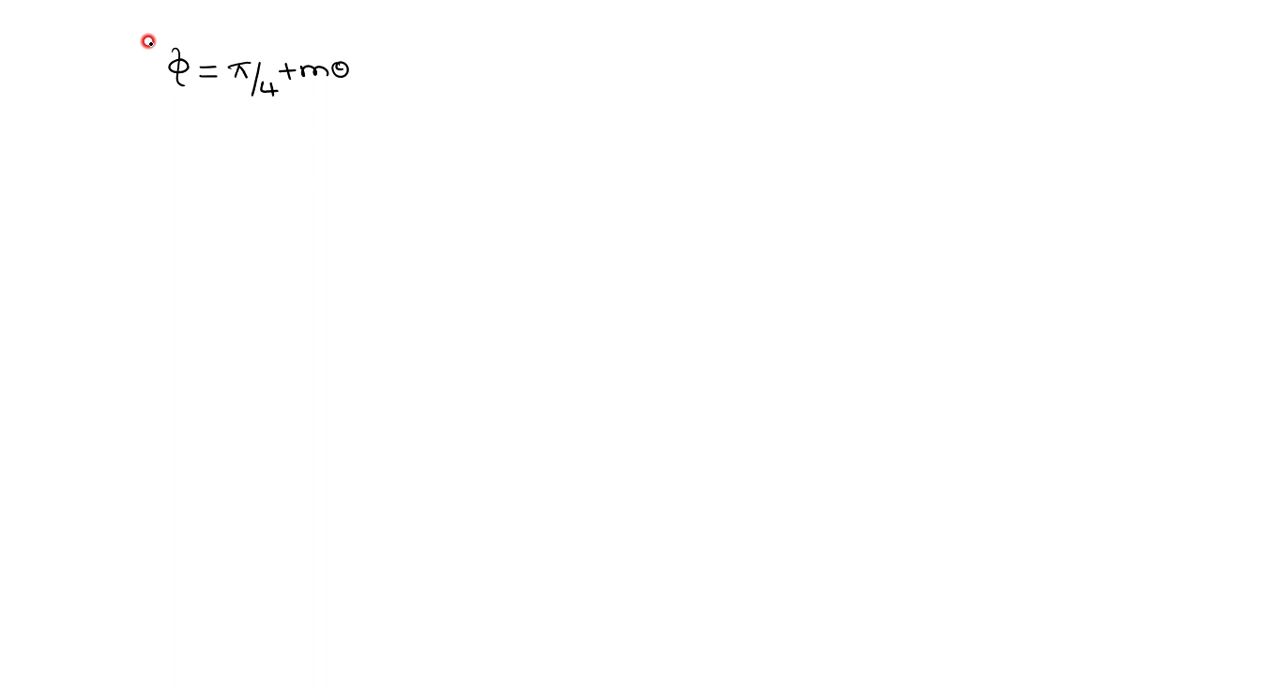 ϕ = π/4 + mΘ